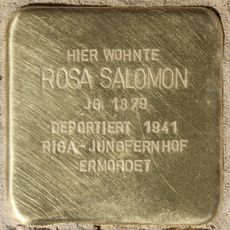 HIER WOHNTE
ROSA SALOMON
JG. 1879
DEPORTIERT 1941
RIGA-JUNGFERNHOF
ERMORDET